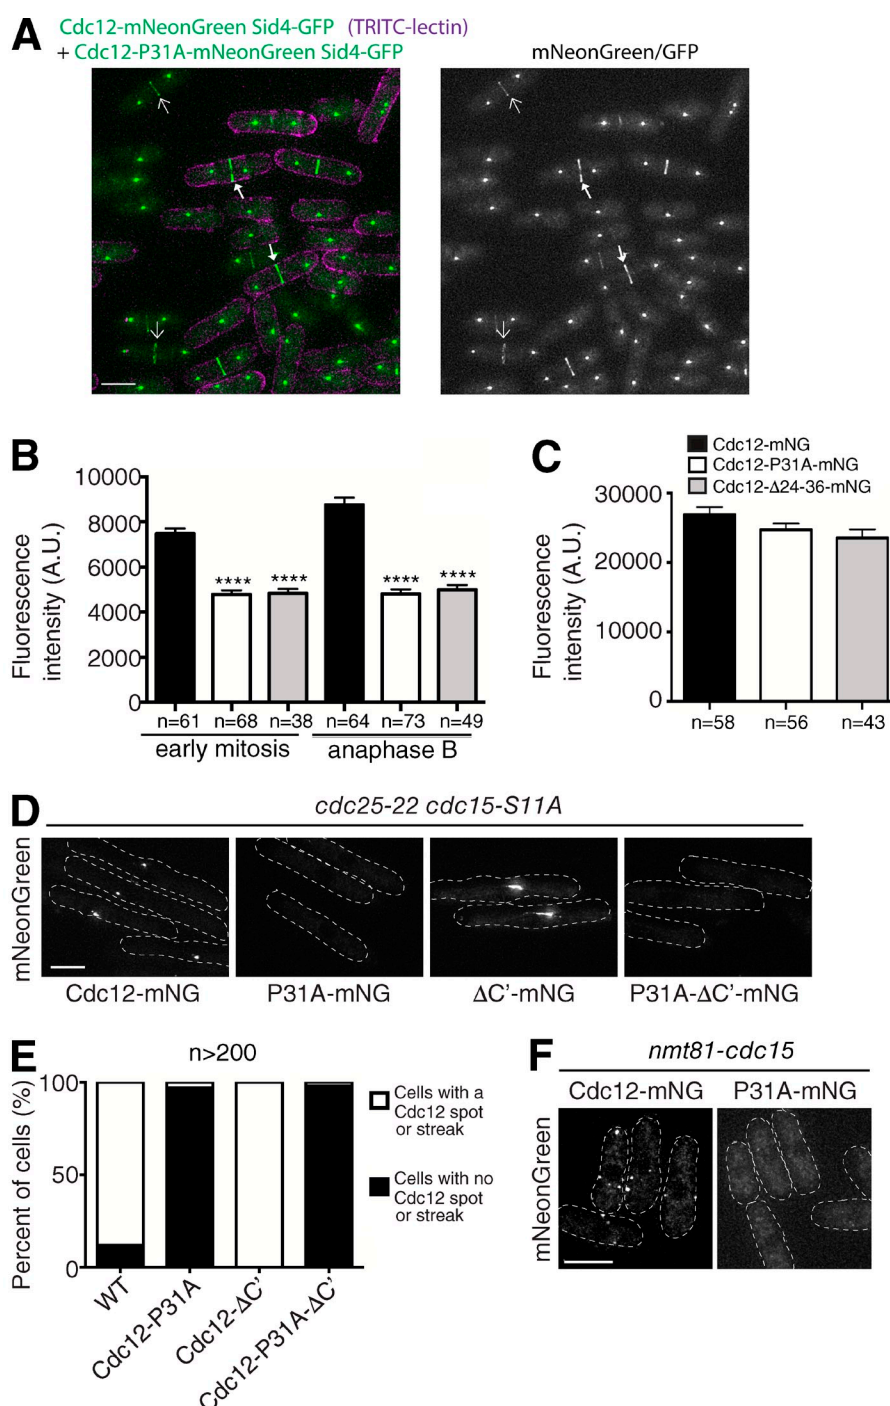 A
Cdc12-mNeonGreen Sid4-GFP (TRITC-lectin)
+ Cdc12-P31A-mNeonGreen Sid4-GFP
mNeonGreen/GFP
B
Fluorescence
intensity (A.U.)
10000
8000
6000
4000
2000
0
**** ****
**** ****
n=61 n=68 n=38 n=64 n=73 n=49
early mitosis anaphase B
C
Cdc12-mNG
Cdc12-P31A-mNG
Cdc12-Δ24-36-mNG
Fluorescence
intensity (A.U.)
30000
20000
10000
0
n=58 n=56 n=43
D
cdc25-22 cdc15-S11A
mNeonGreen
Cdc12-mNG P31A-mNG ΔC'-mNG P31A-ΔC'-mNG
E
n>200
Percent of cells (%)
100
50
0
Cells with a
Cdc12 spot
or streak
Cells with no
Cdc12 spot
or streak
WT
Cdc12-P31A
Cdc12-ΔC'
Cdc12-P31A-ΔC'
F
nmt81-cdc15
Cdc12-mNG P31A-mNG
mNeonGreen